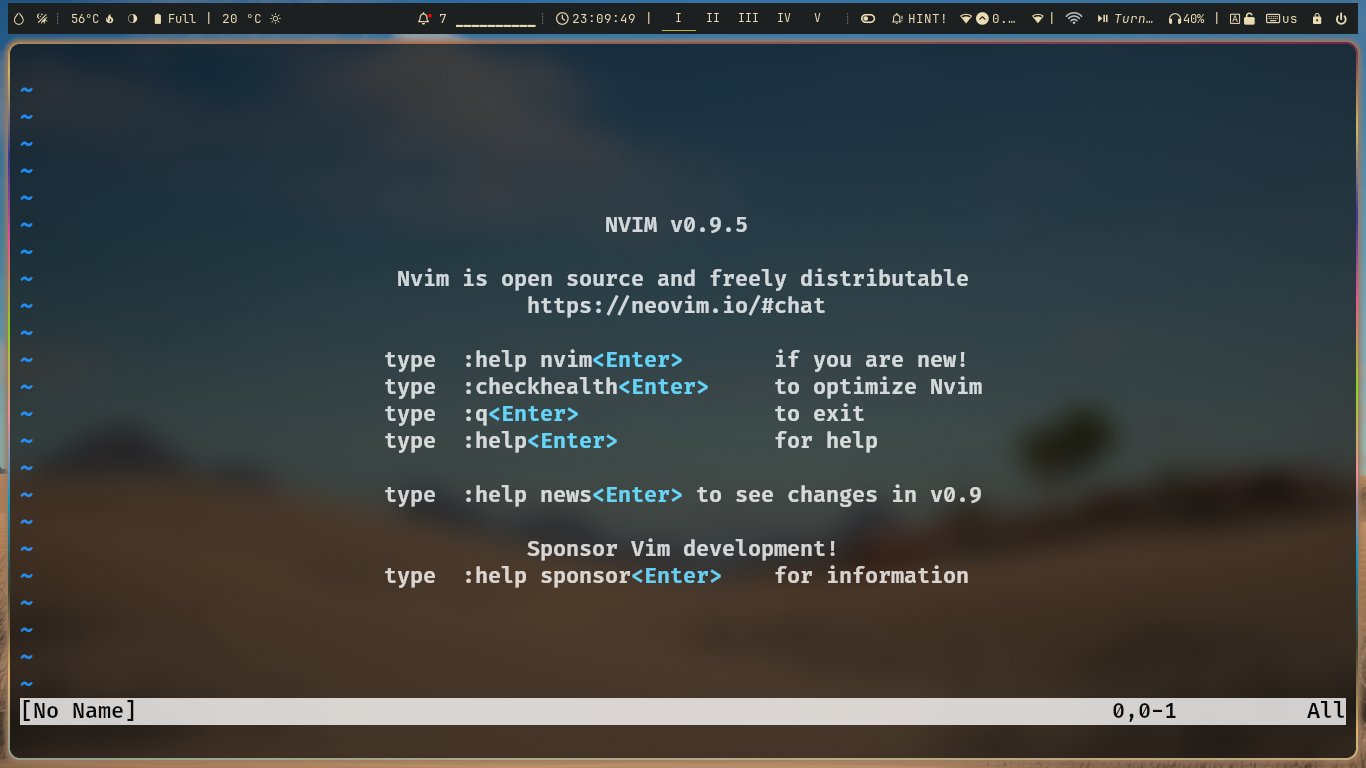 56°C Full | 20 °C 7 23:09:49 | I II III IV V HINT! 0.… | Turn… 40% | A us
~
~
~
~
~
~ NVIM v0.9.5
~
~ Nvim is open source and freely distributable
~ https://neovim.io/#chat
~
~ type :help nvim<Enter> if you are new!
~ type :checkhealth<Enter> to optimize Nvim
~ type :q<Enter> to exit
~ type :help<Enter> for help
~
~ type :help news<Enter> to see changes in v0.9
~
~ Sponsor Vim development!
~ type :help sponsor<Enter> for information
~
~
~
~
[No Name] 0,0-1 All